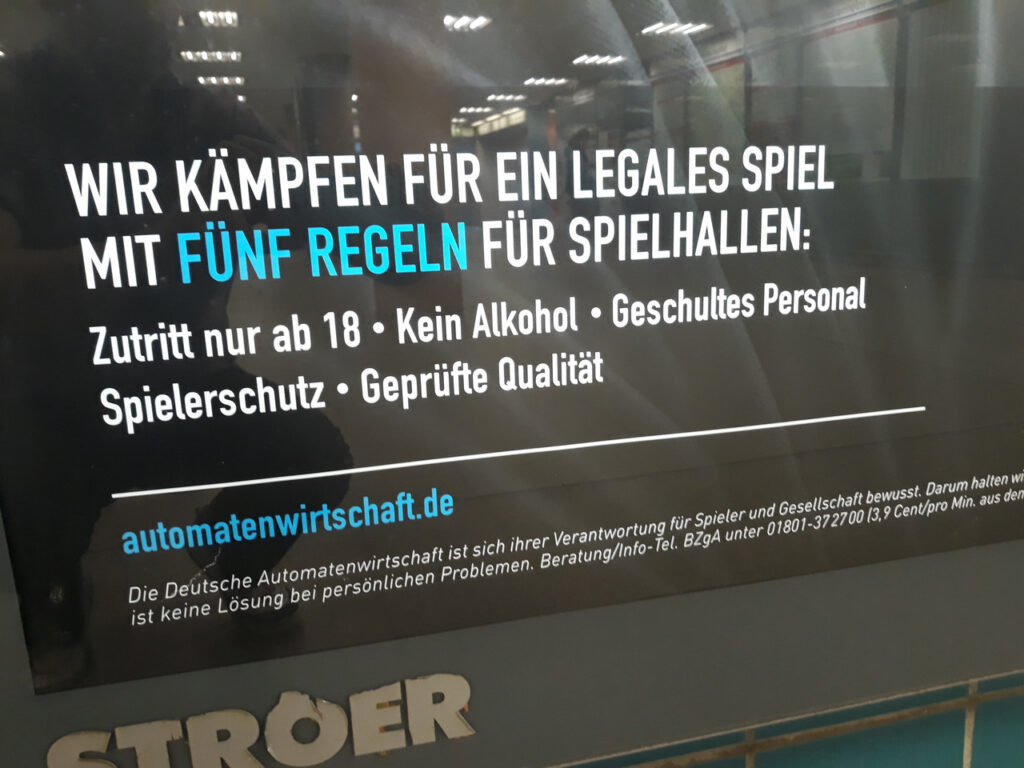 WIR KÄMPFEN FÜR EIN LEGALES SPIEL
MIT FÜNF REGELN FÜR SPIELHALLEN:
Zutritt nur ab 18 • Kein Alkohol • Geschultes Personal
Spielerschutz • Geprüfte Qualität
automatenwirtschaft.de
Die Deutsche Automatenwirtschaft ist sich ihrer Verantwortung für Spieler und Gesellschaft bewusst. Darum halten wi
ist keine Lösung bei persönlichen Problemen. Beratung/Info-Tel. BZgA unter 01801-372700 (3,9 Cent/pro Min. aus den
STRÖER